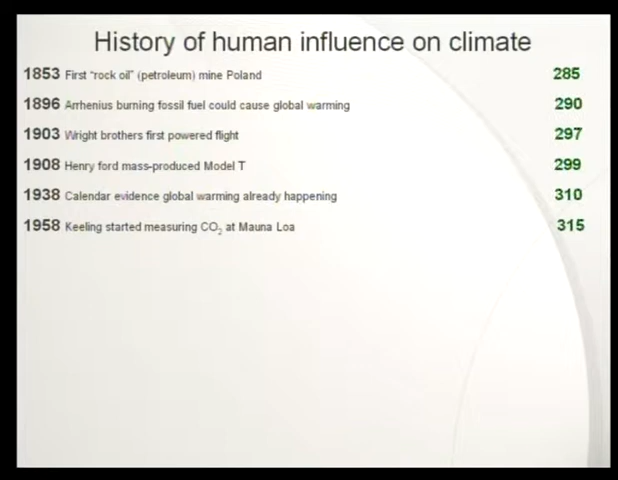 History of human influence on climate
1853 First "rock oil" (petroleum) mine Poland 285
1896 Arrhenius burning fossil fuel could cause global warming 290
1903 Wright brothers first powered flight 297
1908 Henry ford mass-produced Model T 299
1938 Calendar evidence global warming already happening 310
1958 Keeling started measuring CO₂ at Mauna Loa 315